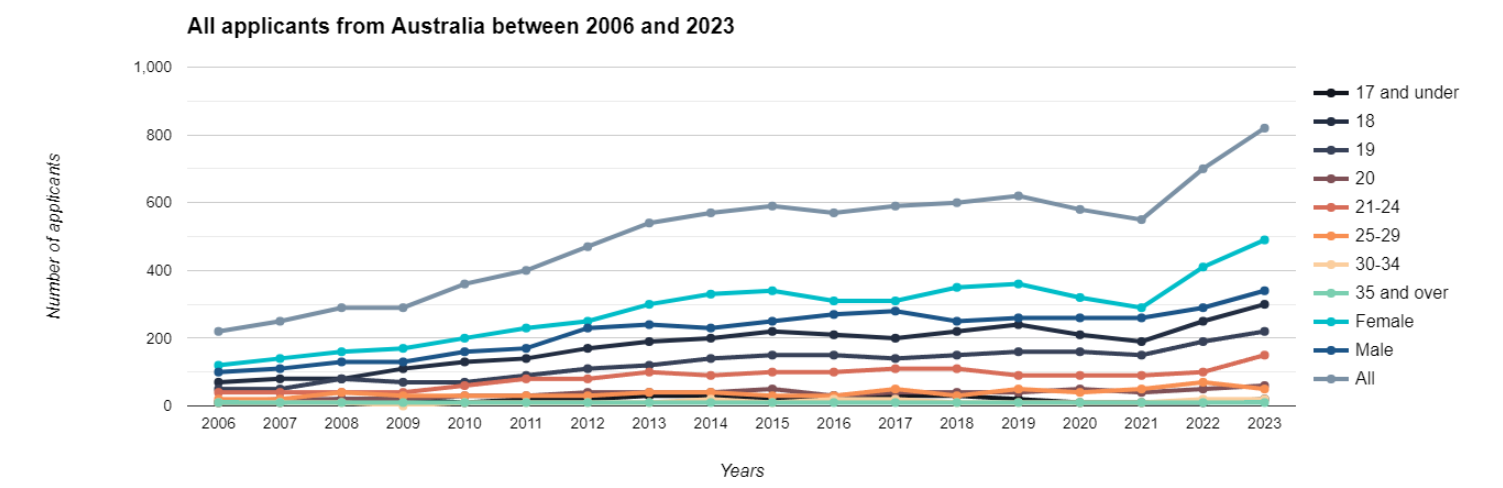 All applicants from Australia between 2006 and 2023
1,000
800
600
400
200
0
Number of applicants
2006 2007 2008 2009 2010 2011 2012 2013 2014 2015 2016 2017 2018 2019 2020 2021 2022 2023
Years
17 and under
18
19
20
21-24
25-29
30-34
35 and over
Female
Male
All